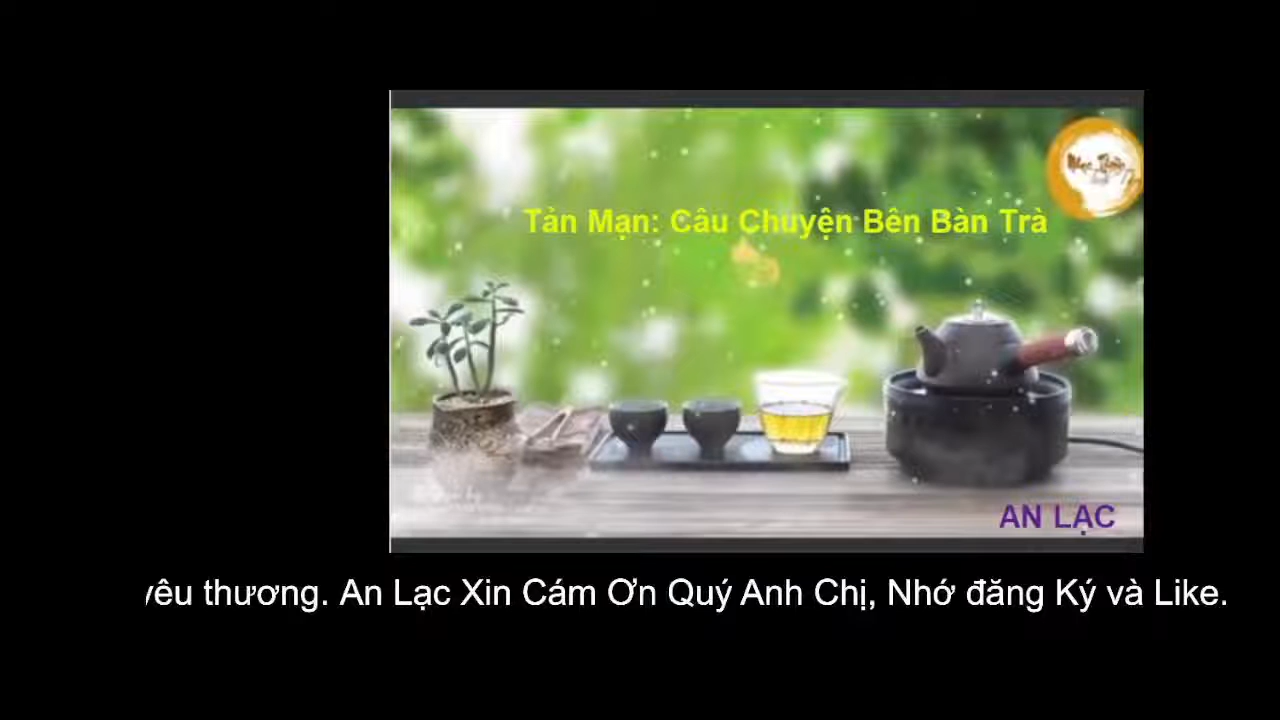 Tản Mạn: Câu Chuyện Bên Bàn Trà
AN LẠC
yêu thương. An Lạc Xin Cám Ơn Quý Anh Chị, Nhớ đăng Ký và Like.